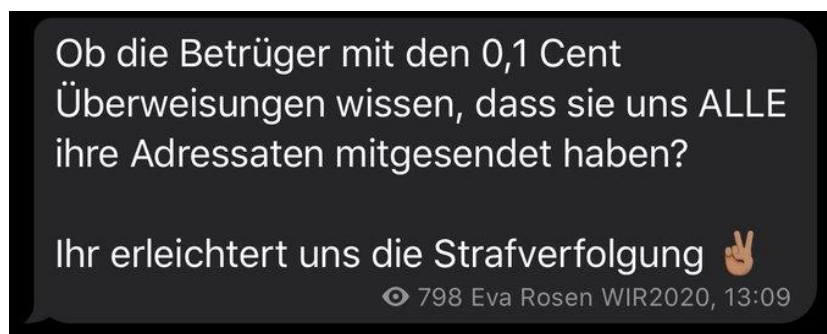 Ob die Betrüger mit den 0,1 Cent
Überweisungen wissen, dass sie uns ALLE
ihre Adressaten mitgesendet haben?
Ihr erleichtert uns die Strafverfolgung ✌🏽
798 Eva Rosen WIR2020, 13:09